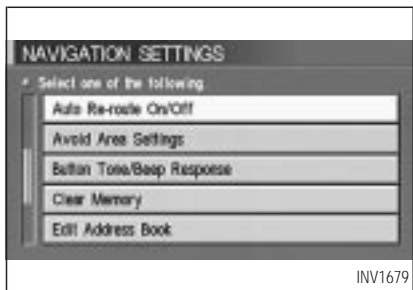 NAVIGATION SETTINGS
Select one of the following
Auto Re-route On/Off
Avoid Area Settings
Button Tone/Beep Response
Clear Memory
Edit Address Book
INV1679